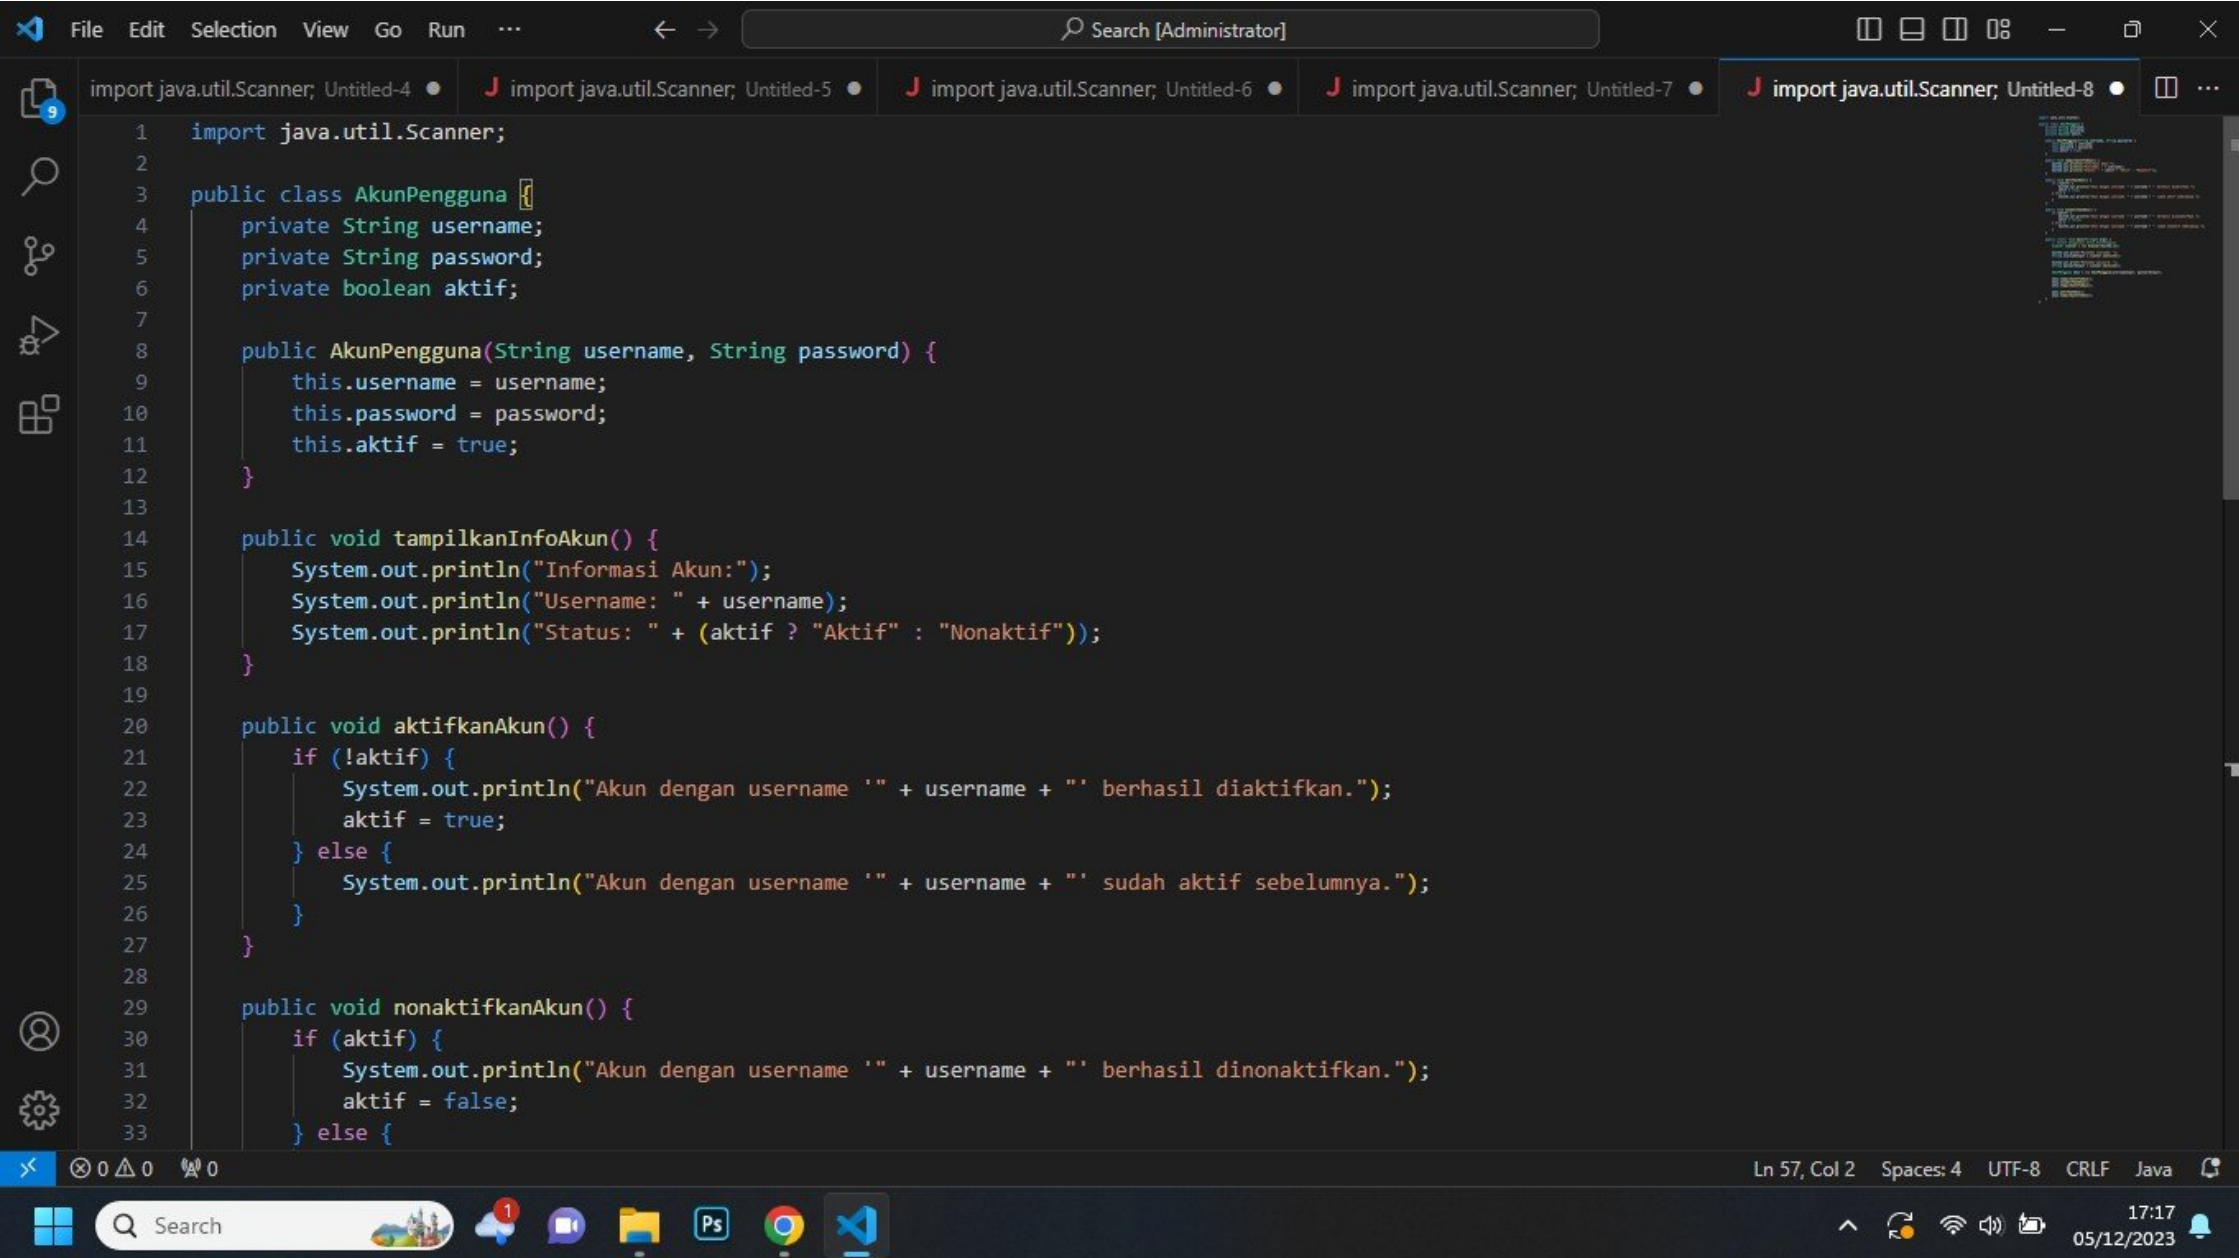 File Edit Selection View Go Run ··· Search [Administrator]
import java.util.Scanner; Untitled-4 J import java.util.Scanner; Untitled-5 J import java.util.Scanner; Untitled-6 J import java.util.Scanner; Untitled-7 J import java.util.Scanner; Untitled-8
9
1 import java.util.Scanner;
2
3 public class AkunPengguna {
4 private String username;
5 private String password;
6 private boolean aktif;
7
8 public AkunPengguna(String username, String password) {
9 this.username = username;
10 this.password = password;
11 this.aktif = true;
12 }
13
14 public void tampilkanInfoAkun() {
15 System.out.println("Informasi Akun:");
16 System.out.println("Username: " + username);
17 System.out.println("Status: " + (aktif ? "Aktif" : "Nonaktif"));
18 }
19
20 public void aktifkanAkun() {
21 if (!aktif) {
22 System.out.println("Akun dengan username '" + username + "' berhasil diaktifkan.");
23 aktif = true;
24 } else {
25 System.out.println("Akun dengan username '" + username + "' sudah aktif sebelumnya.");
26 }
27 }
28
29 public void nonaktifkanAkun() {
30 if (aktif) {
31 System.out.println("Akun dengan username '" + username + "' berhasil dinonaktifkan.");
32 aktif = false;
33 } else {
0 0 0 Ln 57, Col 2 Spaces: 4 UTF-8 CRLF Java
Search 1 Ps 17:17
05/12/2023